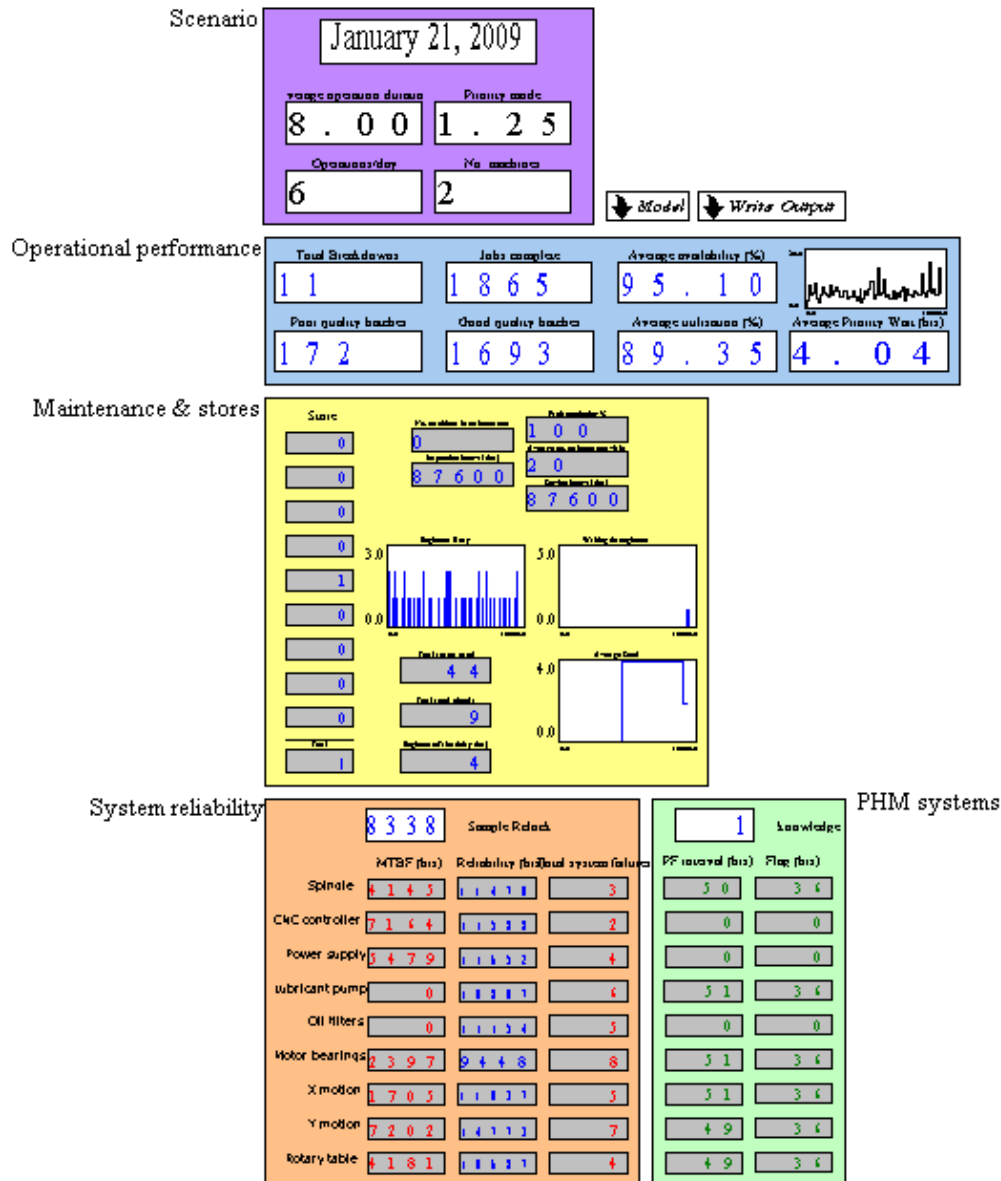 Scenario
January 21, 2009
Priority mode
8.00 1.25
Operations/day No. machines
6 2
Model Write Output
Operational performance
Total Breakdowns Jobs complete Average availability (%)
11 1865 95.10
Poor quality batches Good quality batches Average utilisation (%) Average Priority Wait (hrs)
172 1693 89.35 4.04
Maintenance & stores
Store
0
0
100
0
20
87600
0
87600
0
3.0
5.0
1
0
0.0
0.0
0
44
4.0
0
9
0
0.0
Total
1
4
System reliability
PHM systems
8338 Sample Relock
1 knowledge
MTBF (hrs) Reliability (hrs) Total system failures
PF interval (hrs) Flag (hrs)
Spindle 4145 3 50 36
CNC controller 7164 2 0 0
Power supply 5479 4 0 0
Lubricant pump 0 6 51 36
Oil filters 0 5 0 0
Motor bearings 2397 9448 8 51 36
X motion 1705 5 51 36
Y motion 7202 7 49 36
Rotary table 4181 4 49 36